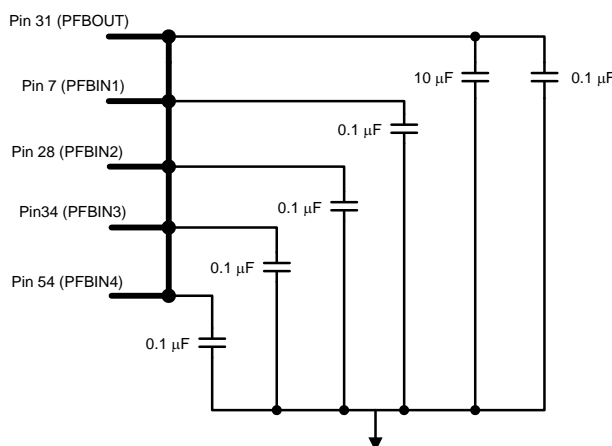 Pin 31 (PFBOUT)
10 μF
0.1 μF
Pin 7 (PFBIN1)
0.1 μF
Pin 28 (PFBIN2)
0.1 μF
Pin34 (PFBIN3)
0.1 μF
Pin 54 (PFBIN4)
0.1 μF